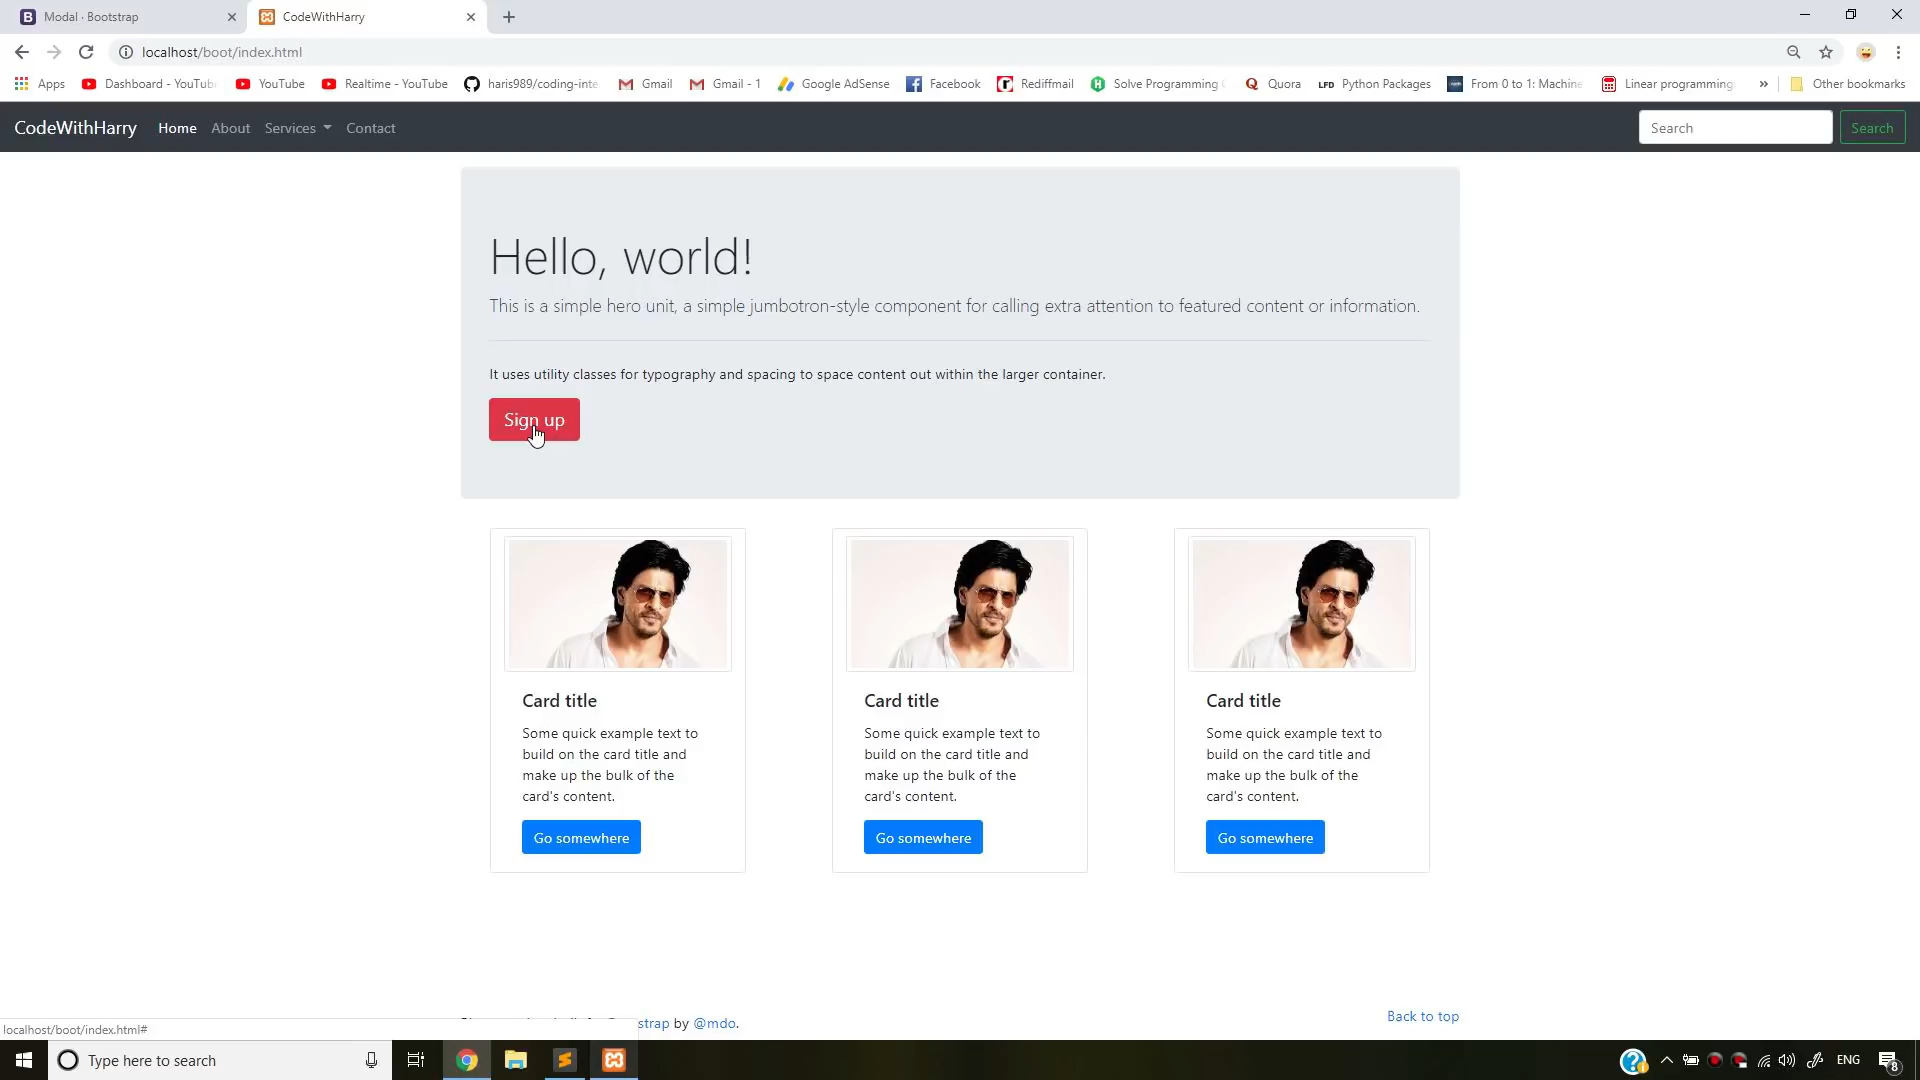 Modal · Bootstrap
CodeWithHarry
localhost/boot/index.html
Apps
Dashboard - YouTub
YouTube
Realtime - YouTube
haris989/coding-inte
Gmail
Gmail - 1
Google AdSense
Facebook
Rediffmail
Solve Programming
Quora
LFD Python Packages
From 0 to 1: Machine
Linear programming
»
Other bookmarks
CodeWithHarry
Home
About
Services
Contact
Search
Search
Hello, world!
This is a simple hero unit, a simple jumbotron-style component for calling extra attention to featured content or information.
It uses utility classes for typography and spacing to space content out within the larger container.
Sign up
Card title
Some quick example text to
build on the card title and
make up the bulk of the
card's content.
Go somewhere
Card title
Some quick example text to
build on the card title and
make up the bulk of the
card's content.
Go somewhere
Card title
Some quick example text to
build on the card title and
make up the bulk of the
card's content.
Go somewhere
strap by @mdo.
Back to top
localhost/boot/index.html#
Type here to search
ENG
8